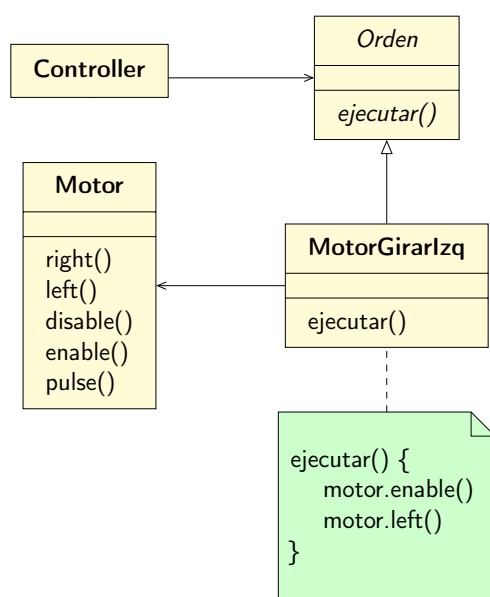 Orden
Controller
ejecutar()
Motor
right()
left()
disable()
enable()
pulse()
MotorGirarIzq
ejecutar()
ejecutar() {
motor.enable()
motor.left()
}